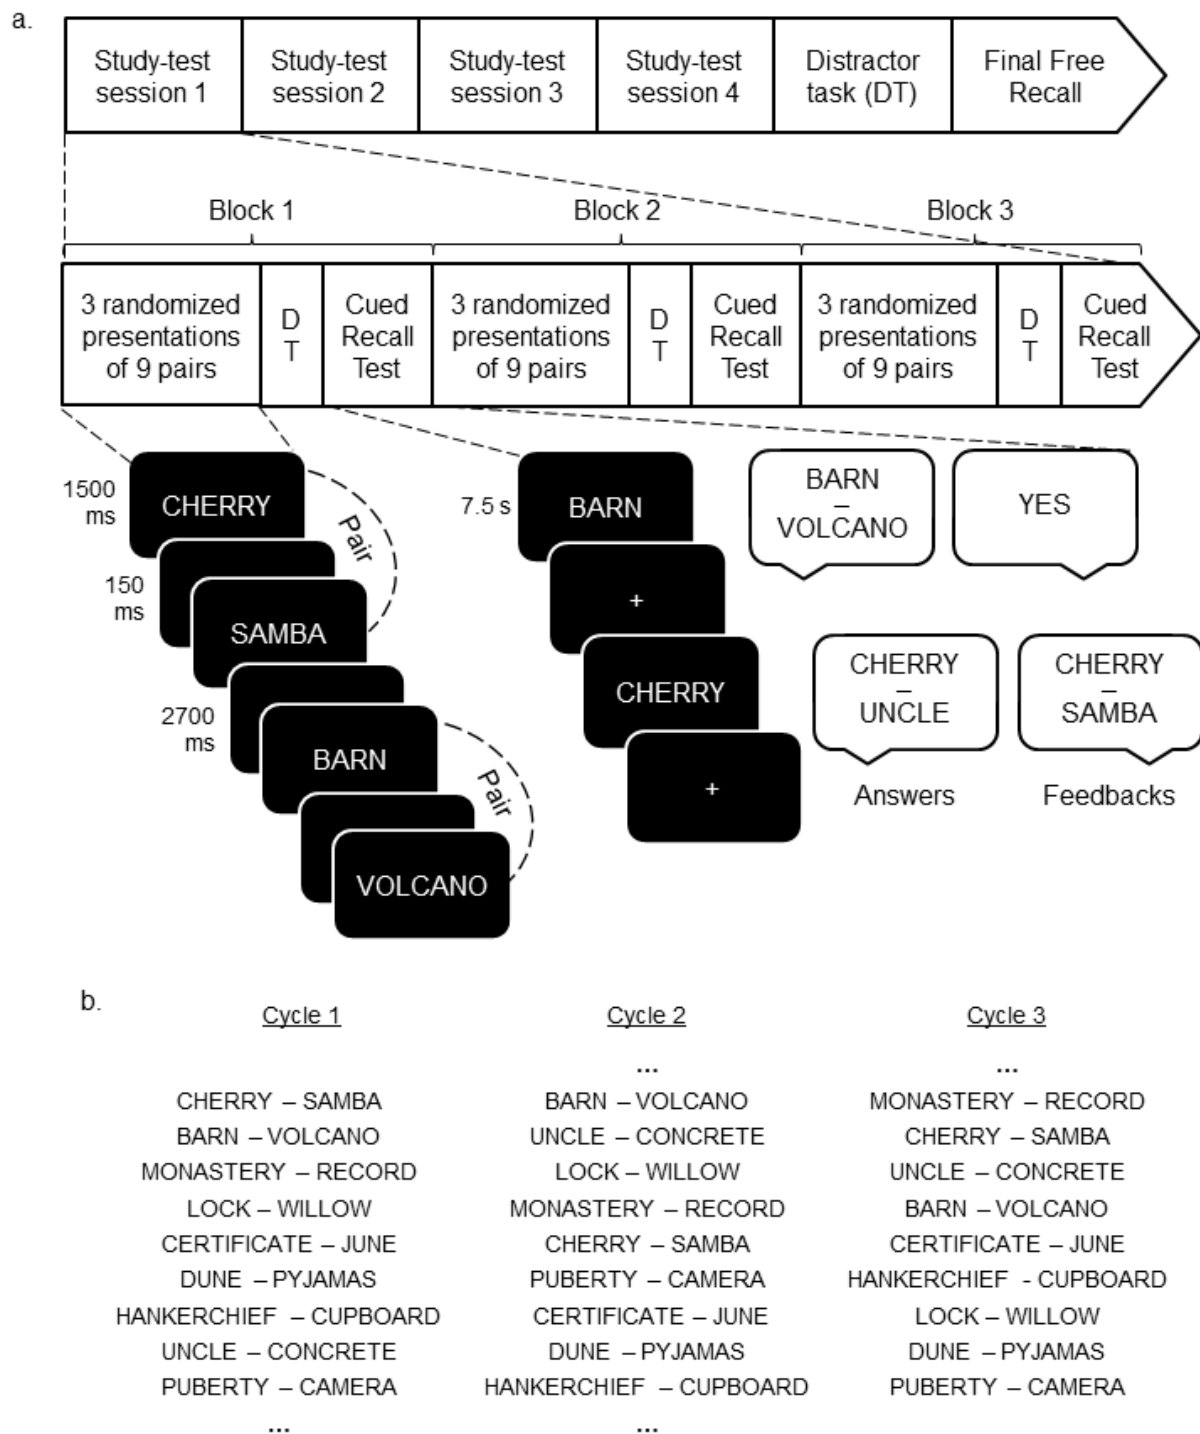 a.
Study-test
session 1
Study-test
session 2
Study-test
session 3
Study-test
session 4
Distractor
task (DT)
Final Free
Recall
Block 1
Block 2
Block 3
3 randomized
presentations
of 9 pairs
D
T
Cued
Recall
Test
3 randomized
presentations
of 9 pairs
D
T
Cued
Recall
Test
3 randomized
presentations
of 9 pairs
D
T
Cued
Recall
Test
1500
ms
CHERRY
Pair
150
ms
SAMBA
2700
ms
BARN
Pair
VOLCANO
7.5 s
BARN
+
CHERRY
+
BARN
–
VOLCANO
YES
CHERRY
–
UNCLE
CHERRY
–
SAMBA
Answers
Feedbacks
b.
Cycle 1
CHERRY – SAMBA
BARN – VOLCANO
MONASTERY – RECORD
LOCK – WILLOW
CERTIFICATE – JUNE
DUNE – PYJAMAS
HANKERCHIEF – CUPBOARD
UNCLE – CONCRETE
PUBERTY – CAMERA
...
Cycle 2
...
BARN – VOLCANO
UNCLE – CONCRETE
LOCK – WILLOW
MONASTERY – RECORD
CHERRY – SAMBA
PUBERTY – CAMERA
CERTIFICATE – JUNE
DUNE – PYJAMAS
HANKERCHIEF – CUPBOARD
...
Cycle 3
...
MONASTERY – RECORD
CHERRY – SAMBA
UNCLE – CONCRETE
BARN – VOLCANO
CERTIFICATE – JUNE
HANKERCHIEF - CUPBOARD
LOCK – WILLOW
DUNE – PYJAMAS
PUBERTY – CAMERA